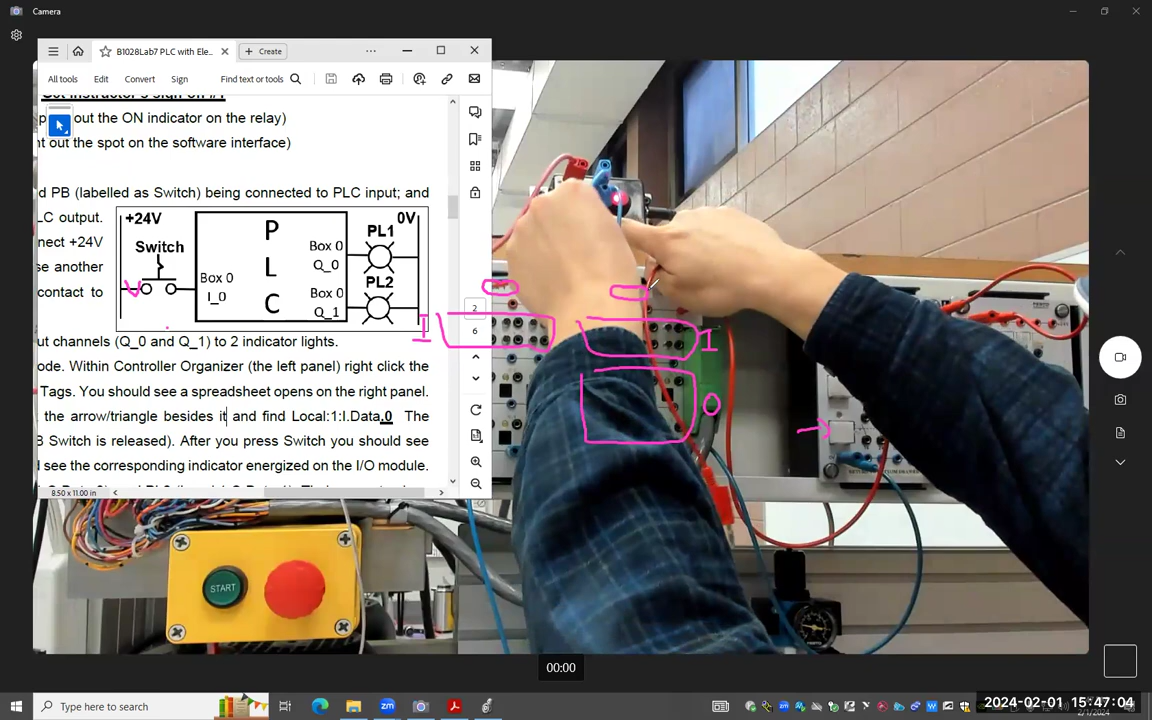 Camera
B1028Lab7 PLC with Ele...
Create
All tools
Edit
Convert
Sign
Find text or tools
out the ON indicator on the relay)
nt out the spot on the software interface)
d PB (labelled as Switch) being connected to PLC input; and
LC output.
nect +24V
se another
contact to
+24V
0V
Switch
P
L
C
Box 0
I_0
Box 0
Q_0
Box 0
Q_1
PL1
PL2
ut channels (Q_0 and Q_1) to 2 indicator lights.
ode. Within Controller Organizer (the left panel) right click the
Tags. You should see a spreadsheet opens on the right panel.
the arrow/triangle besides it and find Local:1:I.Data.0 The
B Switch is released). After you press Switch you should see
d see the corresponding indicator energized on the I/O module.
8.50 x 11.00 in
2
6
I
I
O
START
00:00
Type here to search
2024-02-01 15:47:04